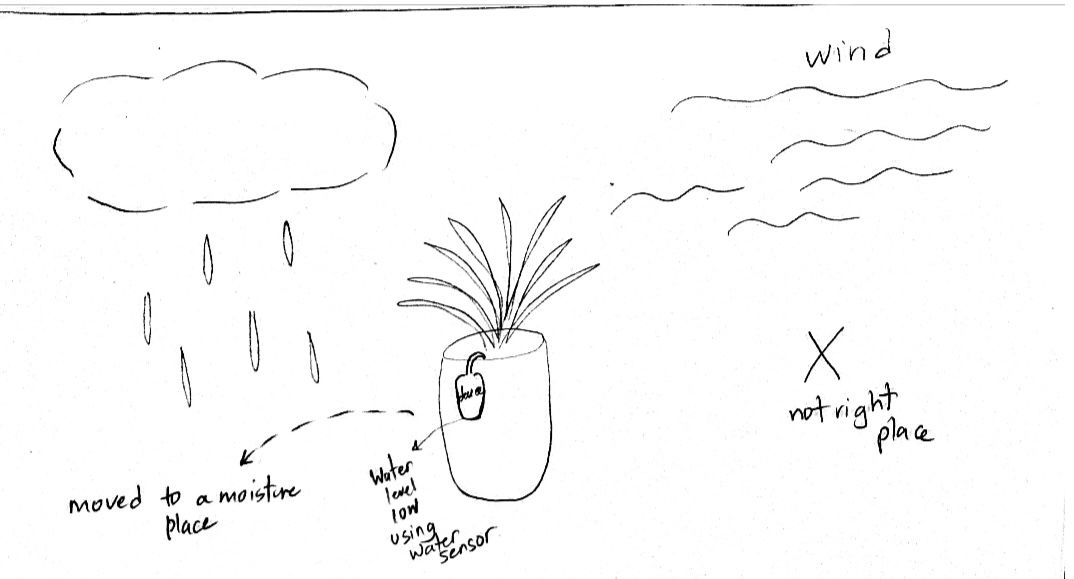 wind
not right
place
moved to a moisture
place
Water
level
low
using
water
sensor